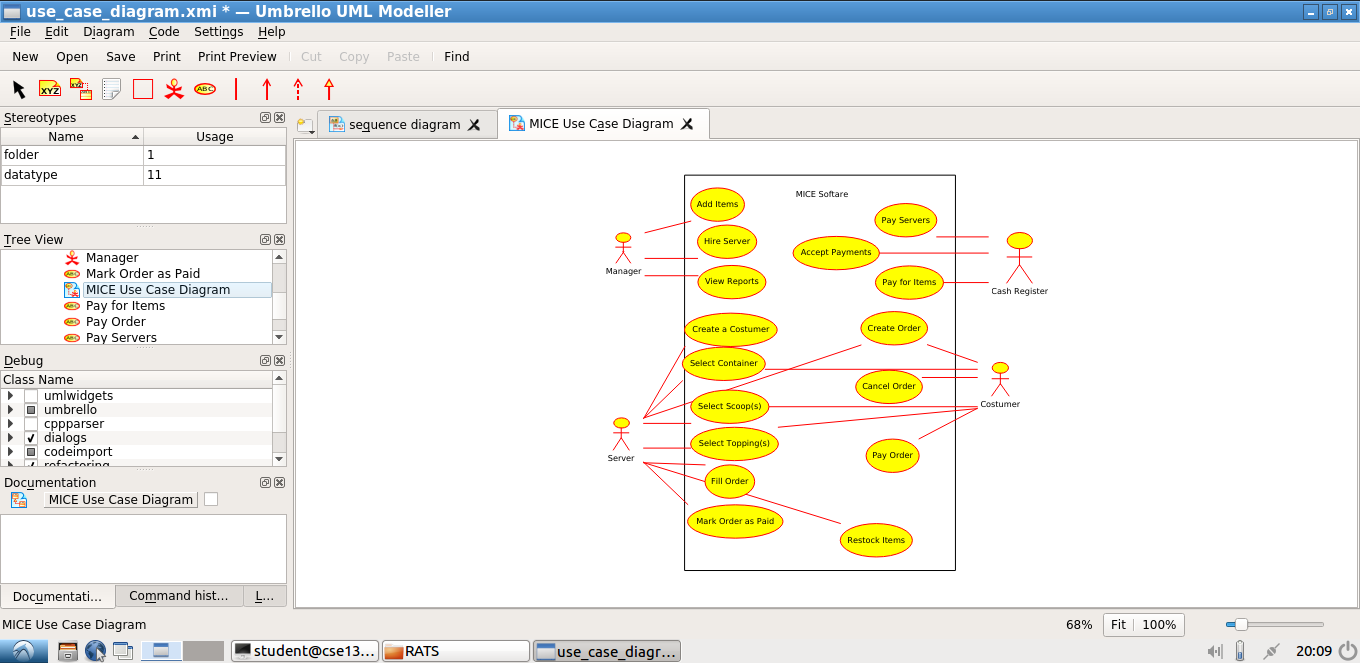 use_case_diagram.xmi * — Umbrello UML Modeller
File Edit Diagram Code Settings Help
New Open Save Print Print Preview Cut Copy Paste Find
XYZ XYZ ABC
Stereotypes
Name Usage
folder 1
datatype 11
Tree View
Manager
Mark Order as Paid
MICE Use Case Diagram
Pay for Items
Pay Order
Pay Servers
Debug
Class Name
umlwidgets
umbrello
cppparser
dialogs
codeimport
refactoring
Documentation
MICE Use Case Diagram
Documentati... Command hist... L...
sequence diagram
MICE Use Case Diagram
MICE Softare
Add Items
Pay Servers
Hire Server
Accept Payments
Manager
View Reports
Pay for Items
Cash Register
Create a Costumer
Create Order
Select Container
Cancel Order
Costumer
Select Scoop(s)
Select Topping(s)
Server
Pay Order
Fill Order
Mark Order as Paid
Restock Items
MICE Use Case Diagram
68% Fit 100%
student@cse13... RATS use_case_diagr...
20:09